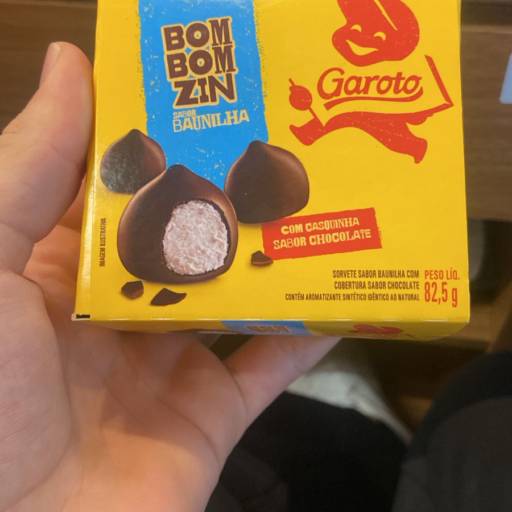 BOM
BOM
ZIN
SABOR
BAUNILHA
Garoto
COM CASQUINHA
SABOR CHOCOLATE
IMAGEM ILUSTRATIVA
SORVETE SABOR BAUNILHA COM
COBERTURA SABOR CHOCOLATE
CONTÉM AROMATIZANTE SINTÉTICO IDÊNTICO AO NATURAL
PESO LÍQ.
82,5 g